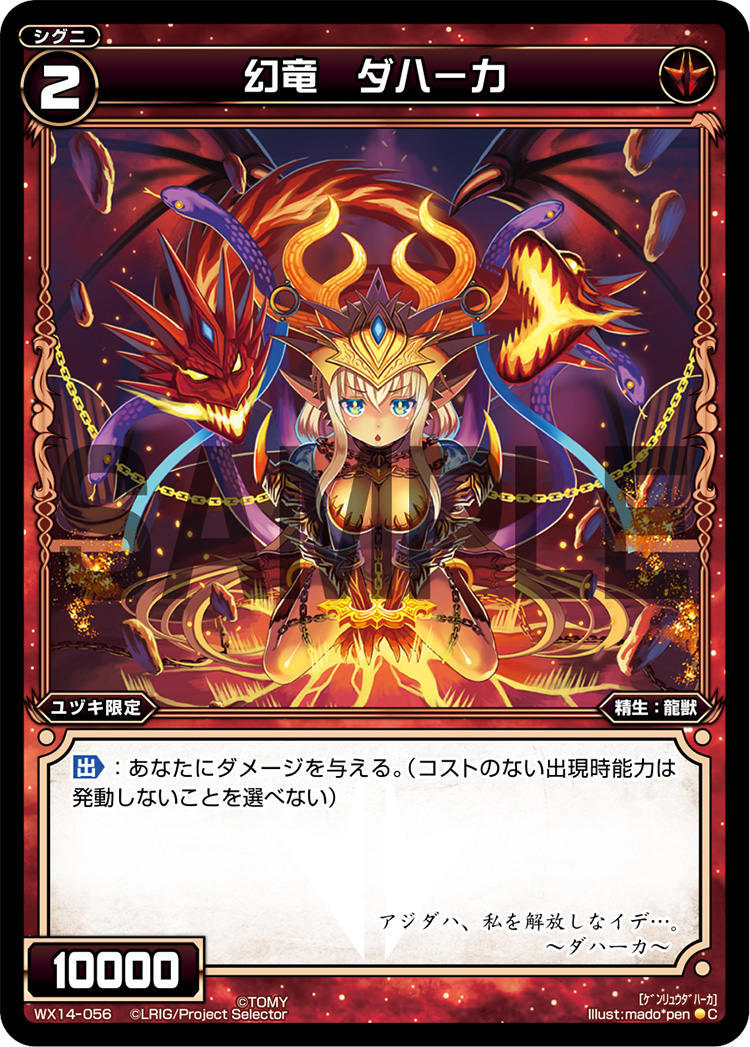 シグニ
2
幻竜　ダハーカ
SAMPLE
ユヅキ限定
精生：龍獣
出：あなたにダメージを与える。（コストのない出現時能力は
発動しないことを選べない）
アジダハ、私を解放しなイデ…。
～ダハーカ～
10000
WX14-056 ©LRIG/Project Selector
©TOMY
[ｹﾞﾝﾘｭｳﾀﾞﾊｰｶ]
Illust:mado*pen C